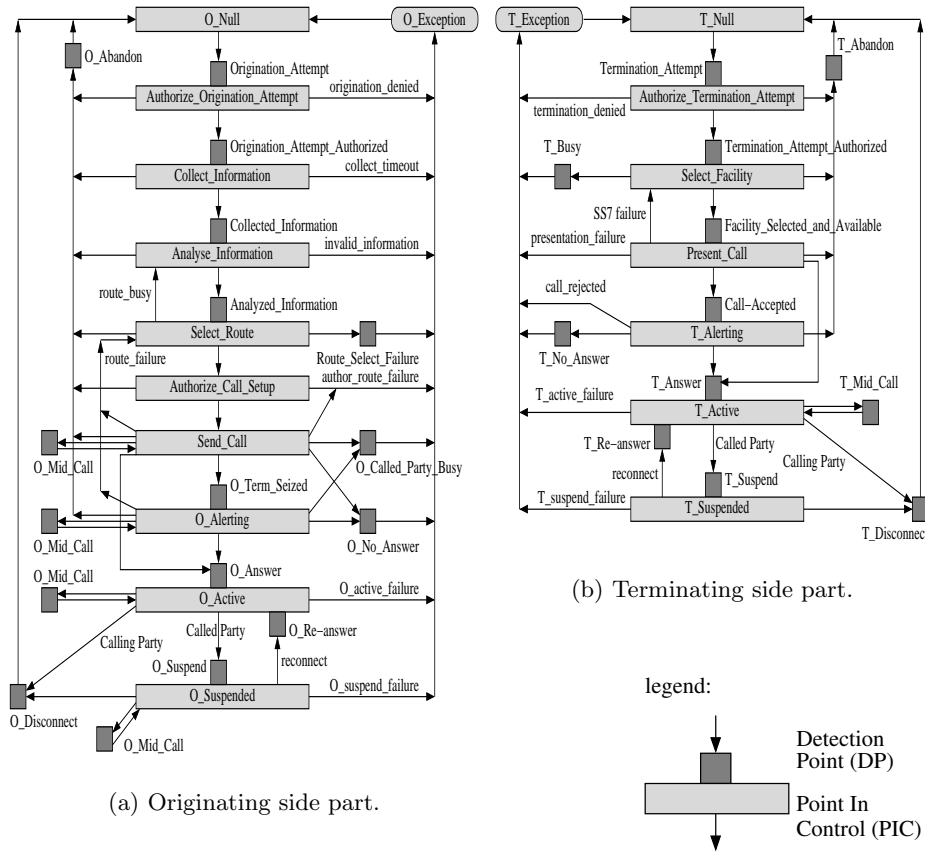 O_Null
O_Exception
O_Abandon
Origination_Attempt
Authorize_Origination_Attempt
origination_denied
Origination_Attempt_Authorized
Collect_Information
collect_timeout
Collected_Information
Analyse_Information
invalid_information
route_busy
Analyzed_Information
Select_Route
route_failure
Route_Select_Failure
Authorize_Call_Setup
author_route_failure
Send_Call
O_Mid_Call
O_Called_Party_Busy
O_Term_Seized
O_Alerting
O_Mid_Call
O_No_Answer
O_Answer
O_Mid_Call
O_Active
O_active_failure
Calling Party
Called Party
O_Re-answer
O_Suspend
reconnect
O_Suspended
O_suspend_failure
O_Disconnect
O_Mid_Call
(a) Originating side part.
T_Exception
T_Null
T_Abandon
Termination_Attempt
Authorize_Termination_Attempt
termination_denied
T_Busy
Termination_Attempt_Authorized
Select_Facility
SS7 failure
Facility_Selected_and_Available
presentation_failure
Present_Call
call_rejected
Call-Accepted
T_Alerting
T_No_Answer
T_Answer
T_Mid_Call
T_active_failure
T_Active
T_Re-answer
Called Party
Calling Party
reconnect
T_Suspend
T_suspend_failure
T_Suspended
T_Disconnect
(b) Terminating side part.
legend:
Detection
Point (DP)
Point In
Control (PIC)